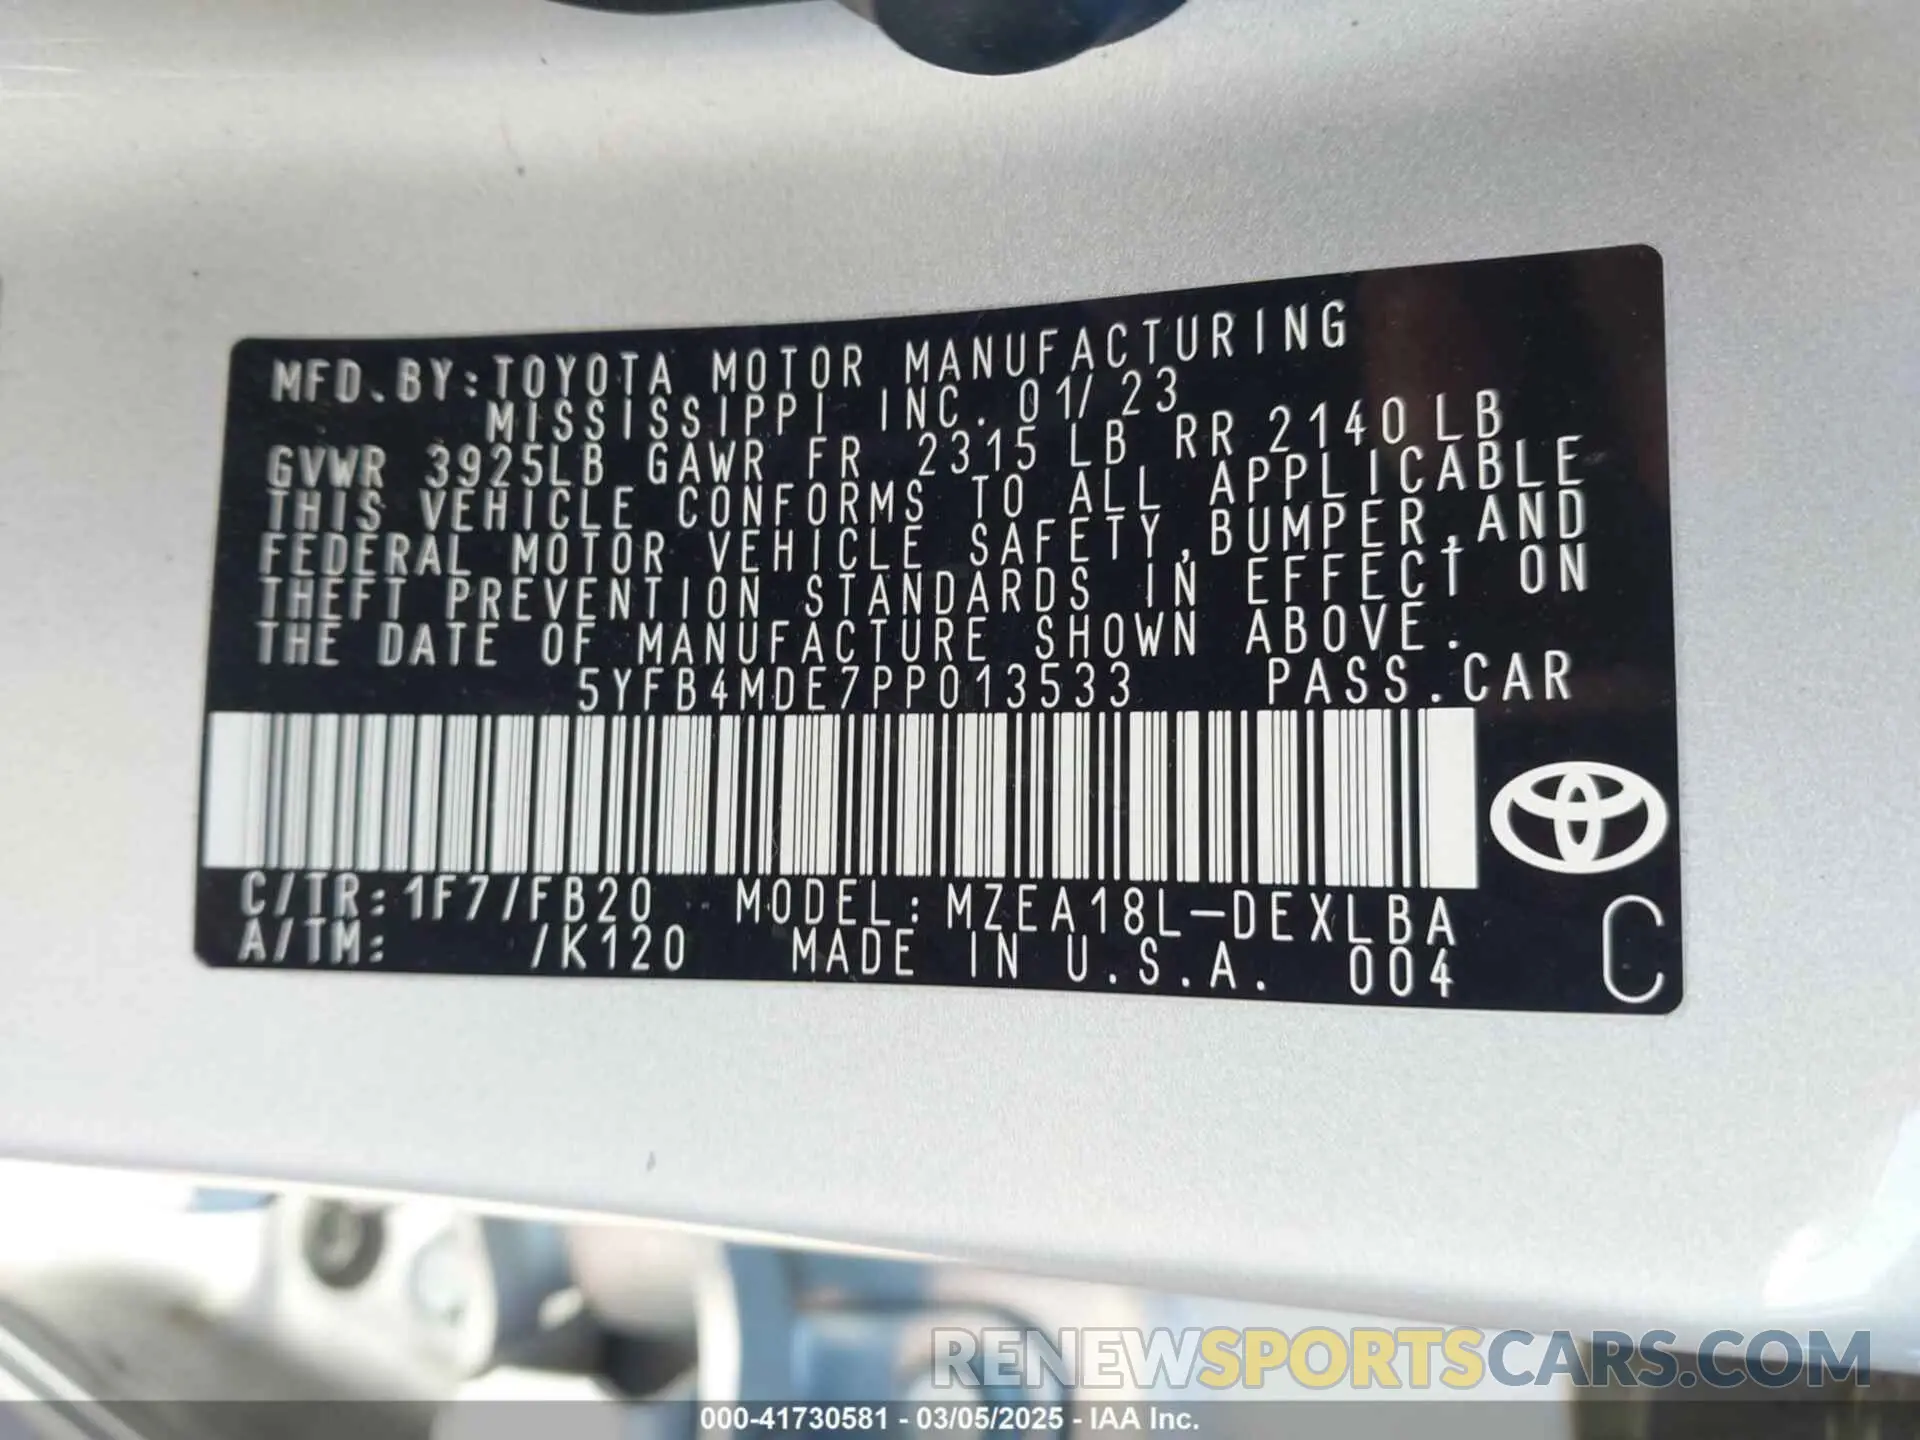 MFD.BY:TOYOTA MOTOR MANUFACTURING
MISSISSIPPI INC. 01/23
GVWR 3925LB GAWR FR 2315 LB RR 2140LB
THIS VEHICLE CONFORMS TO ALL APPLICABLE
FEDERAL MOTOR VEHICLE SAFETY,BUMPER,AND
THEFT PREVENTION STANDARDS IN EFFECT ON
THE DATE OF MANUFACTURE SHOWN ABOVE.
5YFB4MDE7PP013533 PASS.CAR
C/TR:1F7/FB20 MODEL:MZEA18L-DEXLBA
A/TM: /K120 MADE IN U.S.A. 004
C
RENEWSPORTSCARS.COM
000-41730581 - 03/05/2025 - IAA Inc.